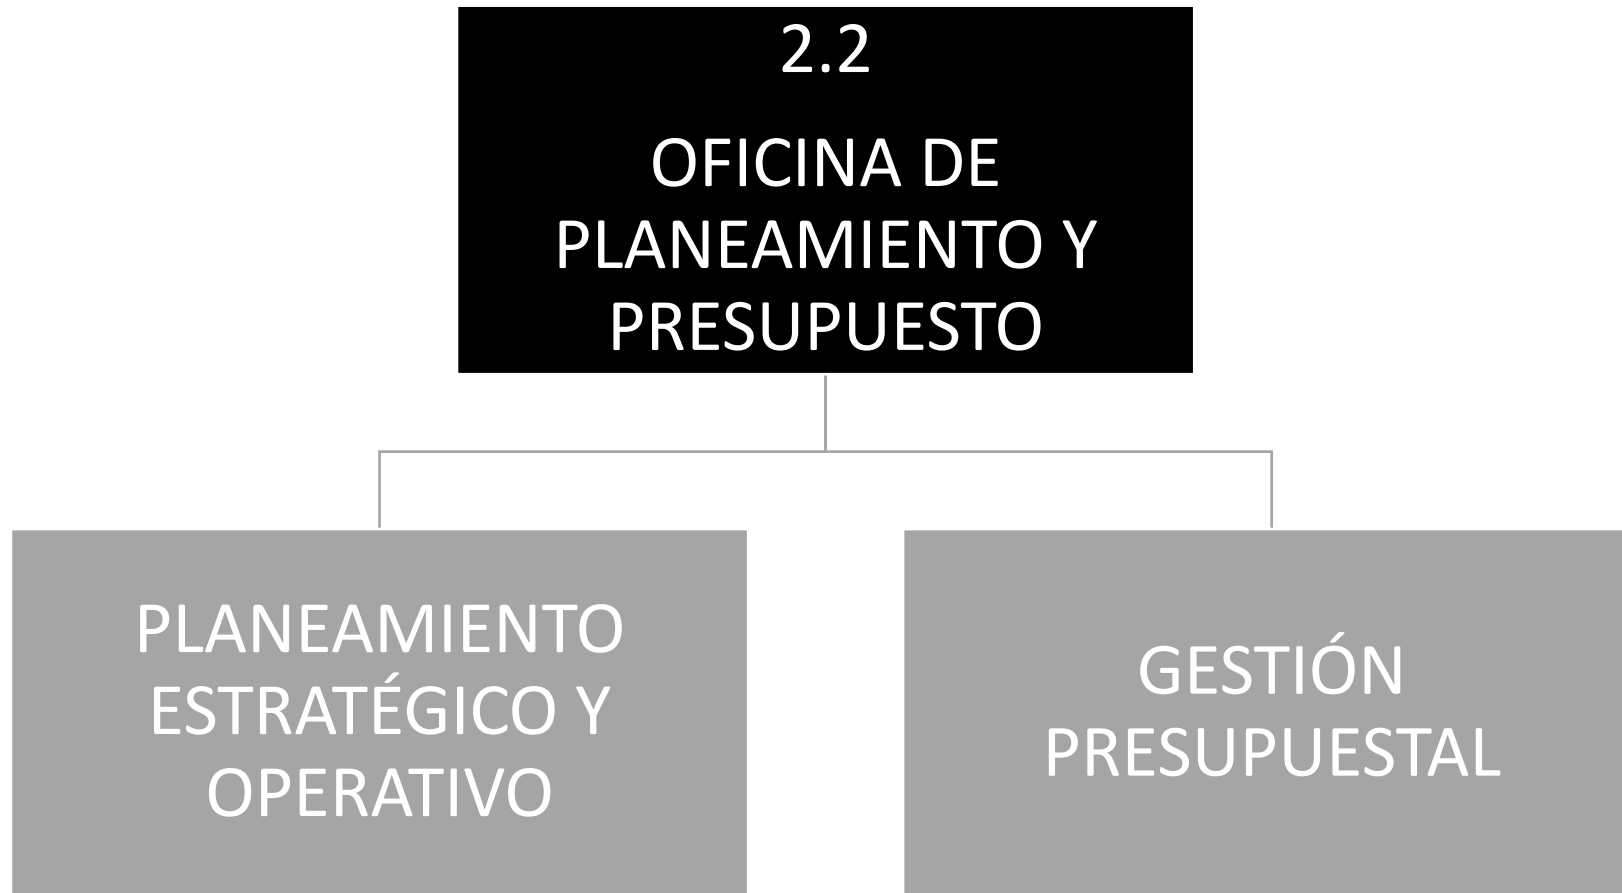 2.2
OFICINA DE
PLANEAMIENTO Y
PRESUPUESTO
PLANEAMIENTO
ESTRATÉGICO Y
OPERATIVO
GESTIÓN
PRESUPUESTAL